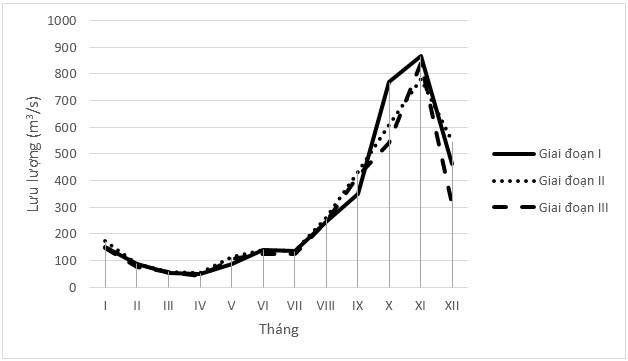 1000
900
800
700
600
500
400
300
200
100
0
Lưu lượng (m³/s)
I II III IV V VI VII VIII IX X XI XII
Tháng
Giai đoạn I
Giai đoạn II
Giai đoạn III